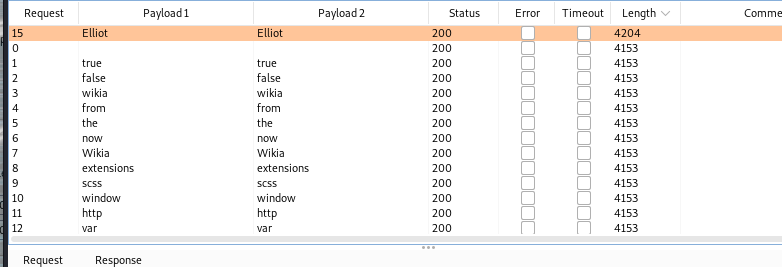 Request Payload 1 Payload 2 Status Error Timeout Length Comme
15 Elliot Elliot 200 4204
0 200 4153
1 true true 200 4153
2 false false 200 4153
3 wikia wikia 200 4153
4 from from 200 4153
5 the the 200 4153
6 now now 200 4153
7 Wikia Wikia 200 4153
8 extensions extensions 200 4153
9 scss scss 200 4153
10 window window 200 4153
11 http http 200 4153
12 var var 200 4153
Request Response